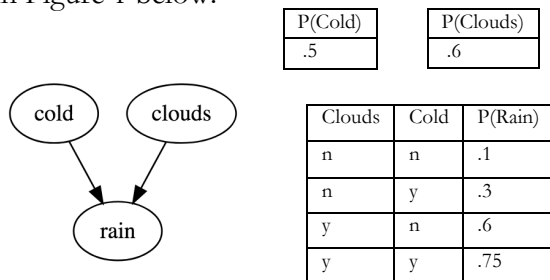 in Figure 1 below.
P(Cold)
.5
P(Clouds)
.6
cold
clouds
rain
Clouds Cold P(Rain)
n n .1
n y .3
y n .6
y y .75